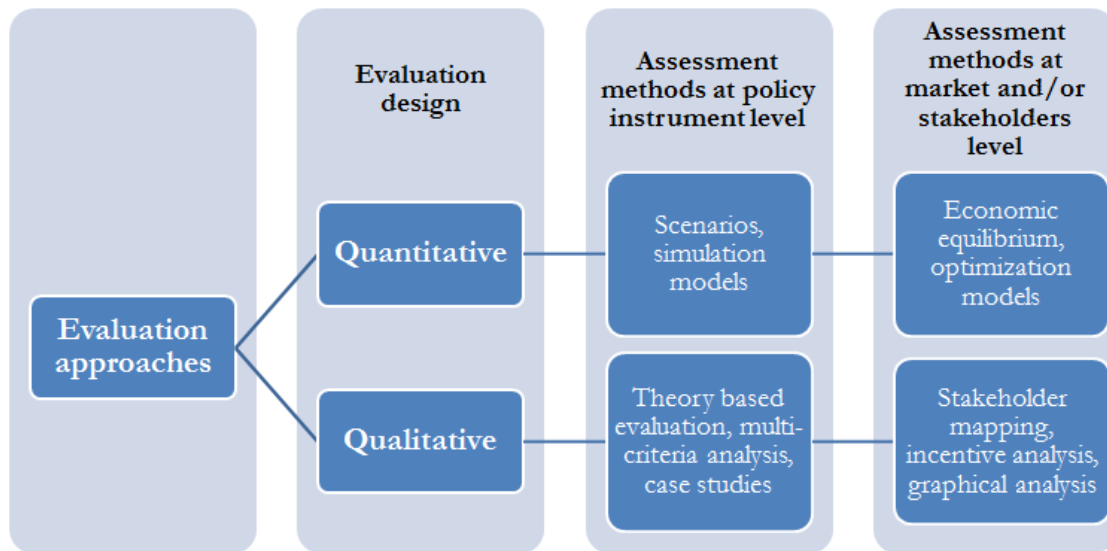 Evaluation
design
Assessment
methods at policy
instrument level
Assessment
methods at
market and/or
stakeholders
level
Evaluation
approaches
Quantitative
Scenarios,
simulation
models
Economic
equilibrium,
optimization
models
Qualitative
Theory based
evaluation, multi-
criteria analysis,
case studies
Stakeholder
mapping,
incentive analysis,
graphical analysis